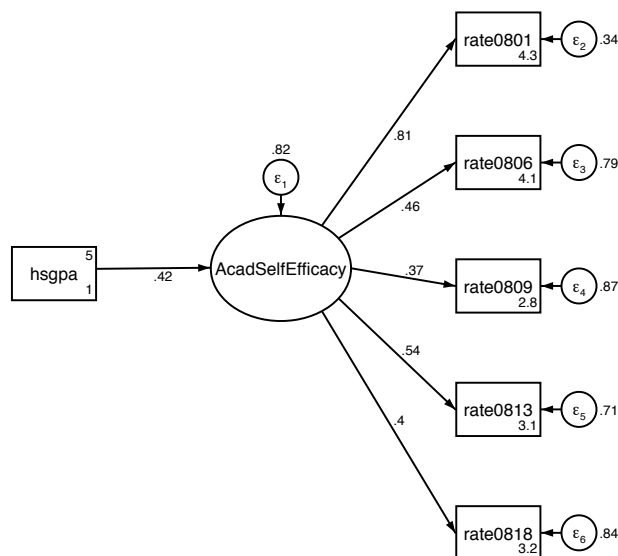 rate0801
4.3
ε2
.34
.81
.82
ε1
rate0806
4.1
ε3
.79
.46
hsgpa
5
1
.42
AcadSelfEfficacy
.37
rate0809
2.8
ε4
.87
.54
rate0813
3.1
ε5
.71
.4
rate0818
3.2
ε6
.84